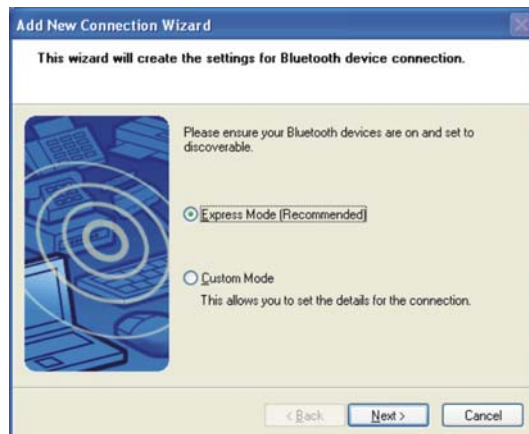 Add New Connection Wizard
This wizard will create the settings for Bluetooth device connection.
Please ensure your Bluetooth devices are on and set to
discoverable.
Express Mode (Recommended)
Custom Mode
This allows you to set the details for the connection.
< Back
Next >
Cancel